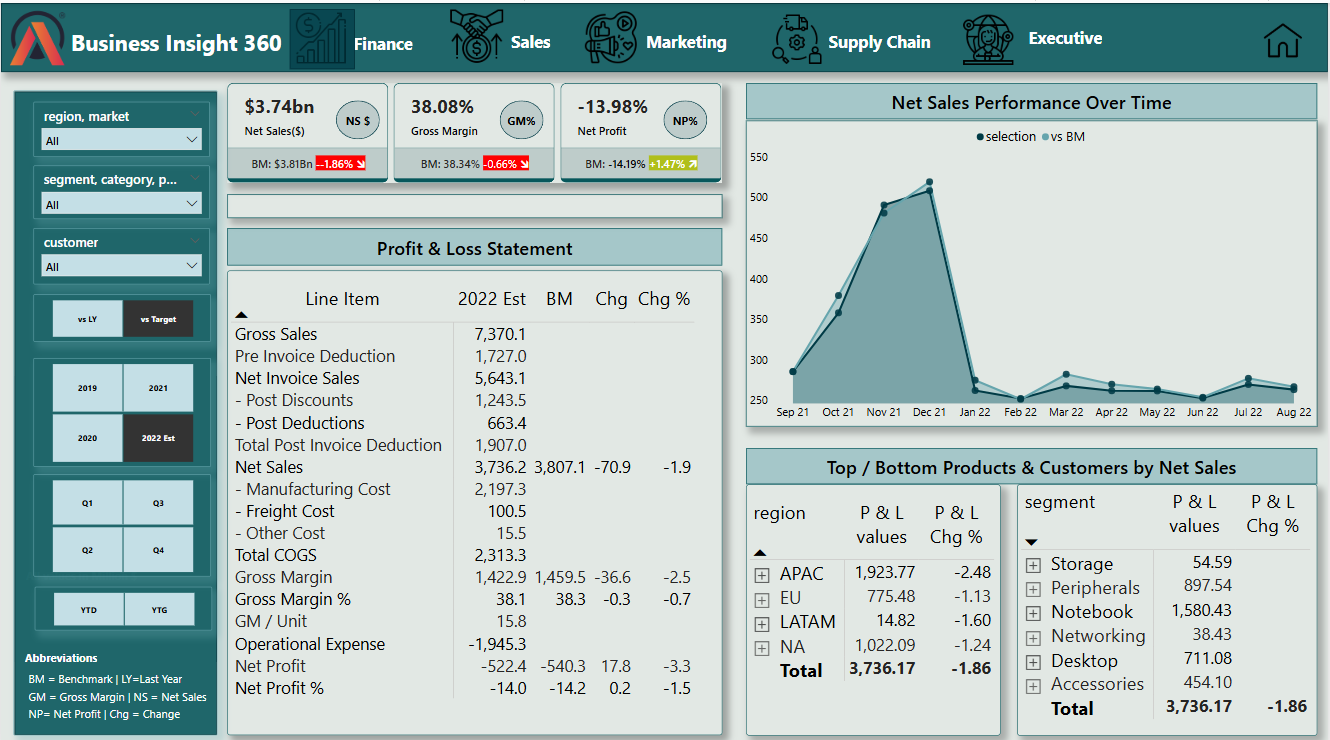 Business Insight 360 Finance Sales Marketing Supply Chain Executive
region, market
All
segment, category, p...
All
customer
All
vs LY vs Target
2019 2021
2020 2022 Est
Q1 Q3
Q2 Q4
YTD YTG
Abbreviations
BM = Benchmark | LY=Last Year
GM = Gross Margin | NS = Net Sales
NP= Net Profit | Chg = Change
$3.74bn
Net Sales($)
NS $
BM: $3.81Bn --1.86%
38.08%
Gross Margin
GM%
BM: 38.34% -0.66%
-13.98%
Net Profit
NP%
BM: -14.19% +1.47%
Profit & Loss Statement
Line Item 2022 Est BM Chg Chg %
Gross Sales 7,370.1
Pre Invoice Deduction 1,727.0
Net Invoice Sales 5,643.1
- Post Discounts 1,243.5
- Post Deductions 663.4
Total Post Invoice Deduction 1,907.0
Net Sales 3,736.2 3,807.1 -70.9 -1.9
- Manufacturing Cost 2,197.3
- Freight Cost 100.5
- Other Cost 15.5
Total COGS 2,313.3
Gross Margin 1,422.9 1,459.5 -36.6 -2.5
Gross Margin % 38.1 38.3 -0.3 -0.7
GM / Unit 15.8
Operational Expense -1,945.3
Net Profit -522.4 -540.3 17.8 -3.3
Net Profit % -14.0 -14.2 0.2 -1.5
Net Sales Performance Over Time
selection vs BM
550
500
450
400
350
300
250
Sep 21 Oct 21 Nov 21 Dec 21 Jan 22 Feb 22 Mar 22 Apr 22 May 22 Jun 22 Jul 22 Aug 22
Top / Bottom Products & Customers by Net Sales
region P & L values P & L Chg %
APAC 1,923.77 -2.48
EU 775.48 -1.13
LATAM 14.82 -1.60
NA 1,022.09 -1.24
Total 3,736.17 -1.86
segment P & L values P & L Chg %
Storage 54.59
Peripherals 897.54
Notebook 1,580.43
Networking 38.43
Desktop 711.08
Accessories 454.10
Total 3,736.17 -1.86